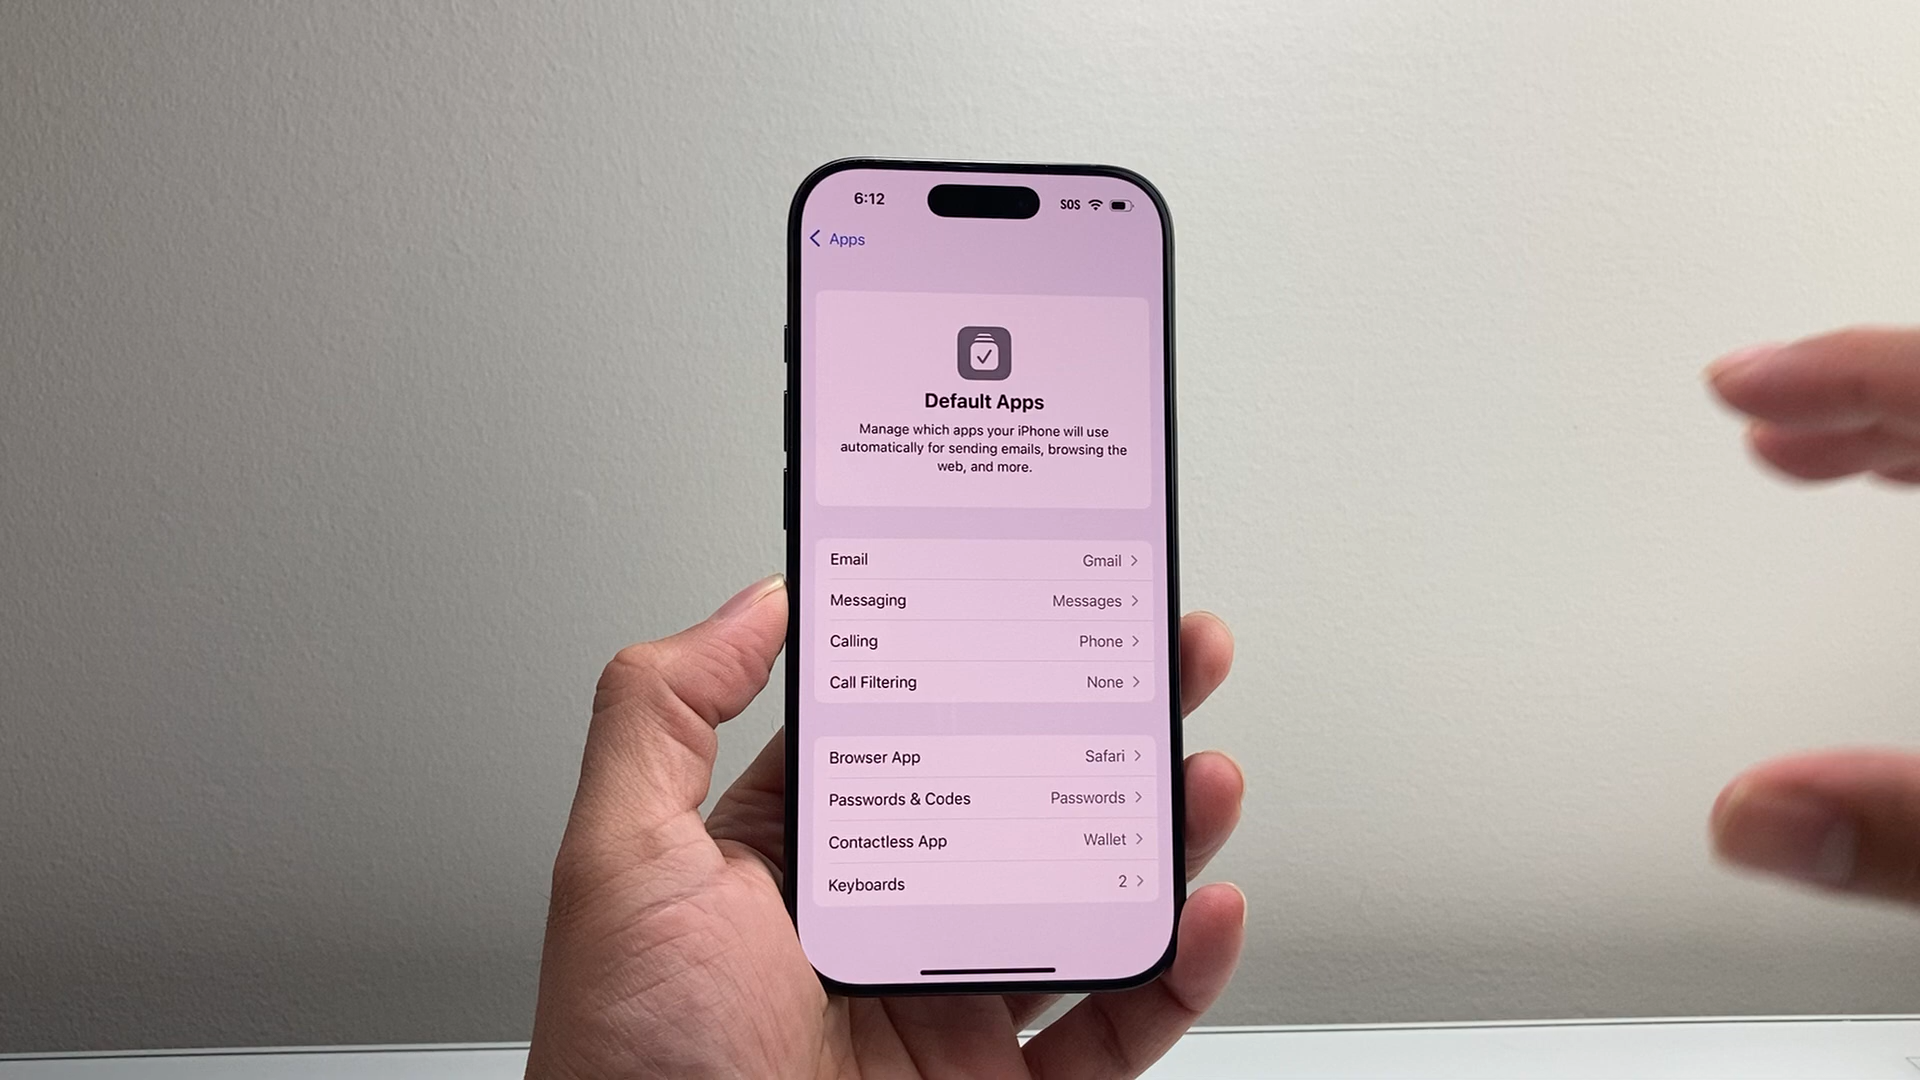 6:12 SOS
Apps
Default Apps
Manage which apps your iPhone will use
automatically for sending emails, browsing the
web, and more.
Email Gmail
Messaging Messages
Calling Phone
Call Filtering None
Browser App Safari
Passwords & Codes Passwords
Contactless App Wallet
Keyboards 2